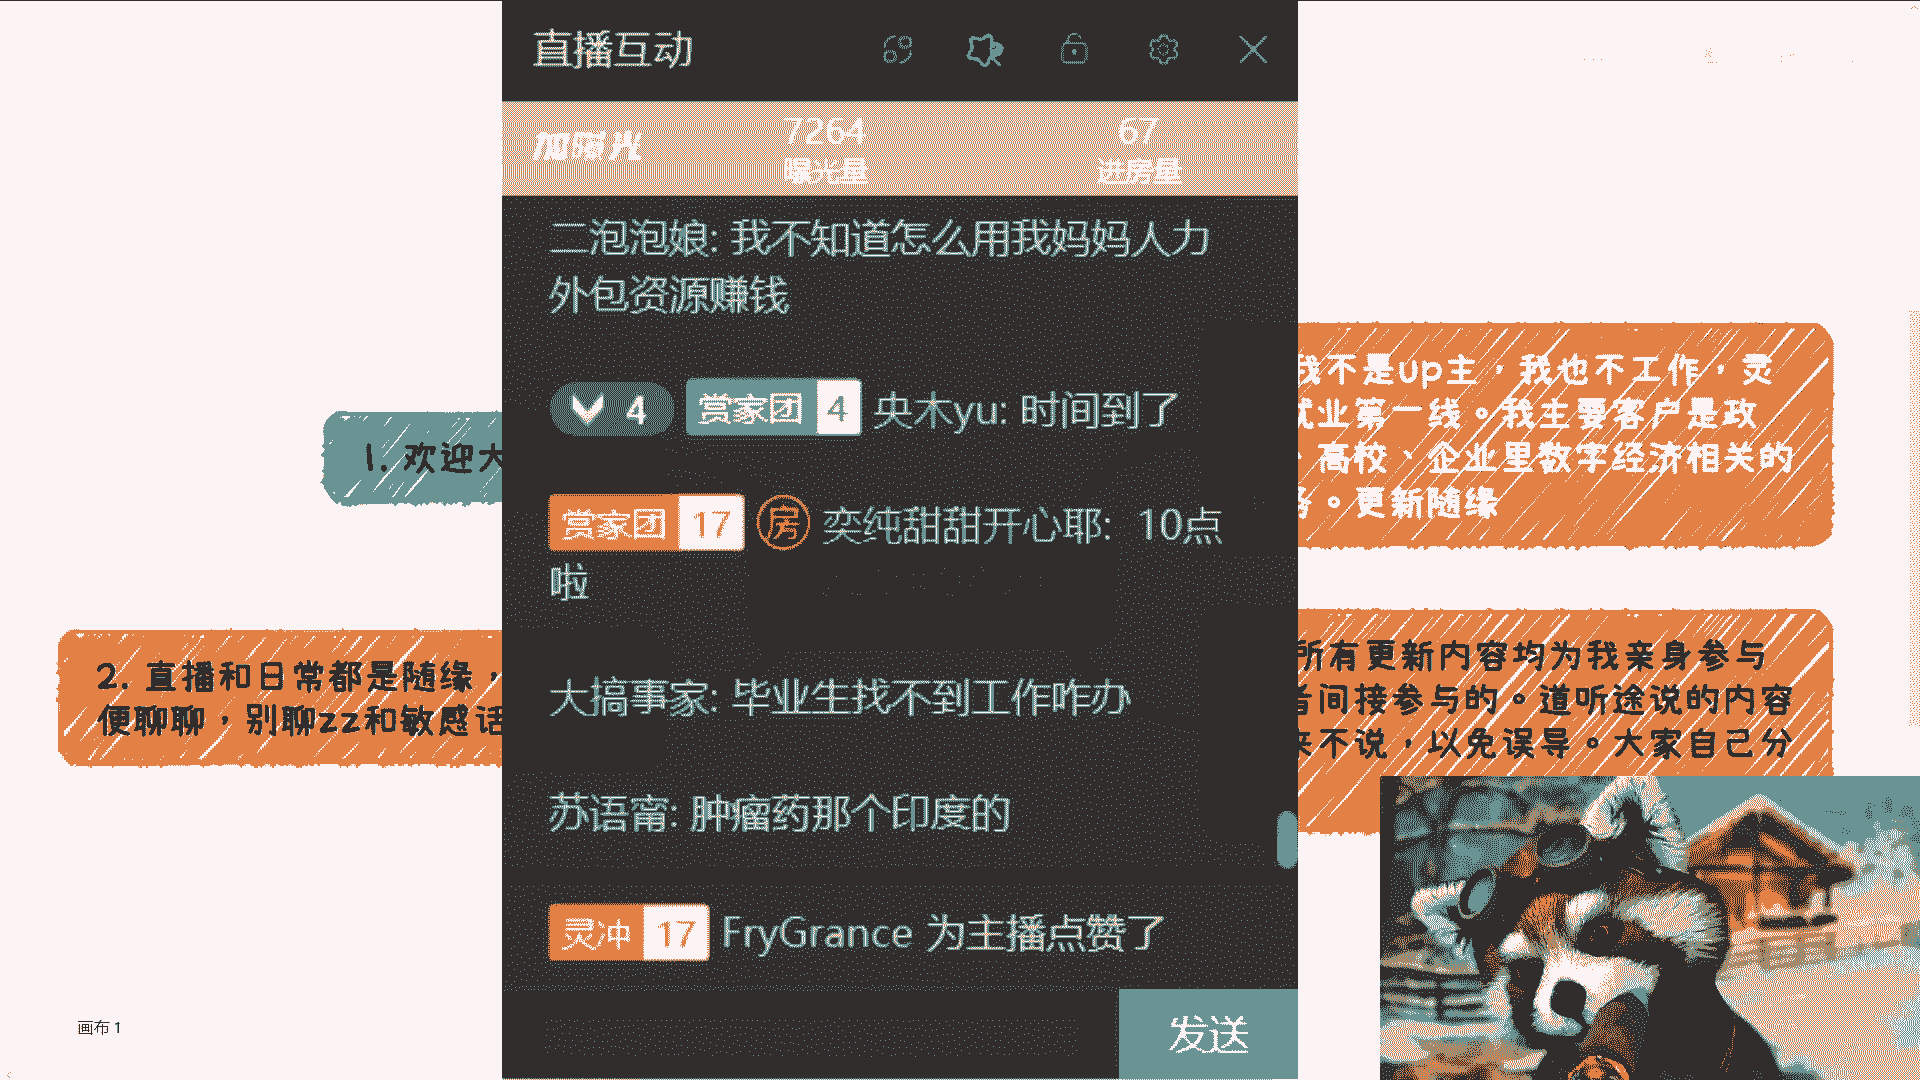 直播互动
加曝光
7264
曝光量
67
进房量
二泡泡娘: 我不知道怎么用我妈妈人力
外包资源赚钱
4 赏家团 4 央木yu: 时间到了
赏家团 17 房 奕纯甜甜开心耶: 10点
啦
大搞事家: 毕业生找不到工作咋办
苏语甯: 肿瘤药那个印度的
灵冲 17 FryGrance 为主播点赞了
发送
1. 欢迎大
2. 直播和日常都是随缘，
便聊聊，别聊zz和敏感话
我不是up主，我也不工作，灵
就业第一线。我主要客户是政
、高校、企业里数字经济相关的
务。更新随缘
所有更新内容均为我亲身参与
者间接参与的。道听途说的内容
来不说，以免误导。大家自己分
画布 1